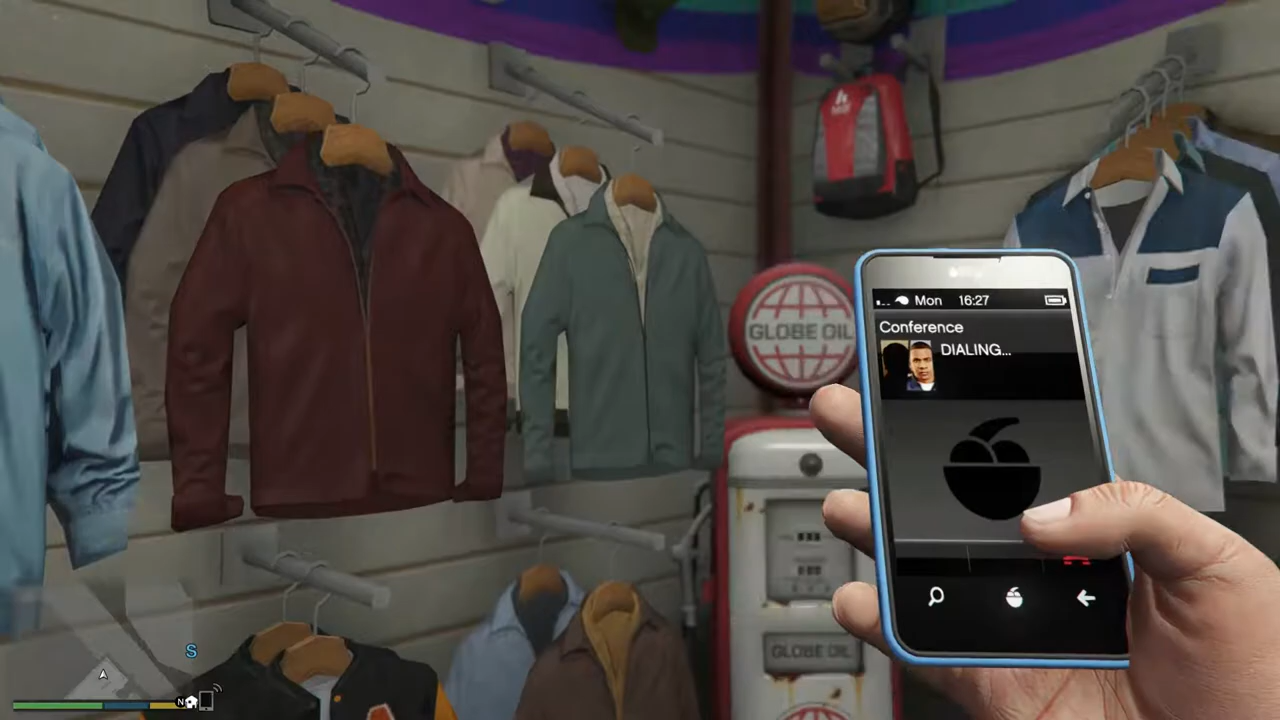 Mon 16:27
Conference
DIALING...
GLOBE OIL
GLOBE OIL
S
N